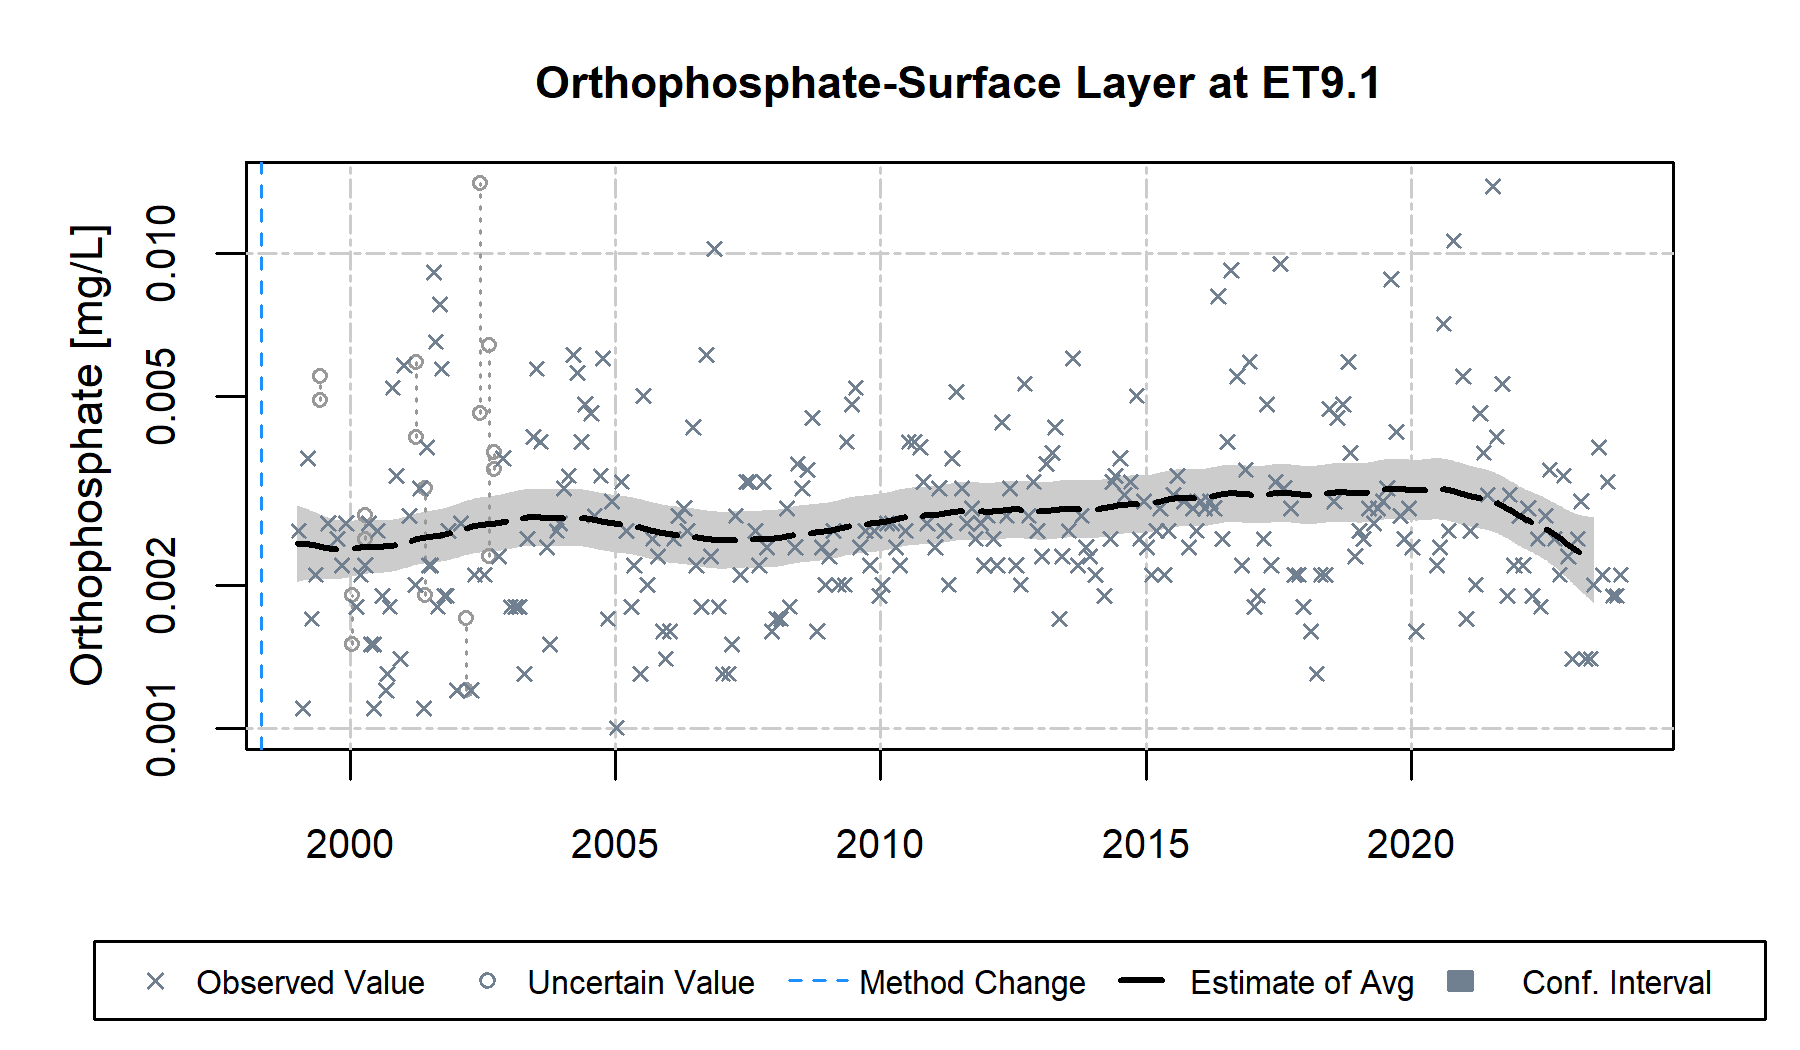 Orthophosphate-Surface Layer at ET9.1
Orthophosphate [mg/L]
0.010
0.005
0.002
0.001
2000 2005 2010 2015 2020
Observed Value Uncertain Value Method Change Estimate of Avg Conf. Interval